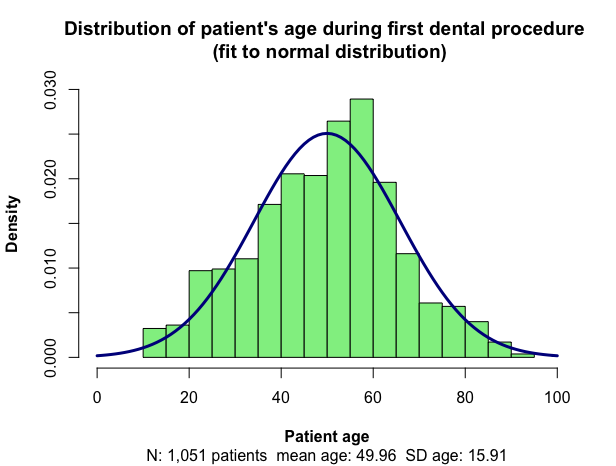 Distribution of patient's age during first dental procedure
(fit to normal distribution)
Density
0.030
0.020
0.010
0.000
0 20 40 60 80 100
Patient age
N: 1,051 patients mean age: 49.96 SD age: 15.91